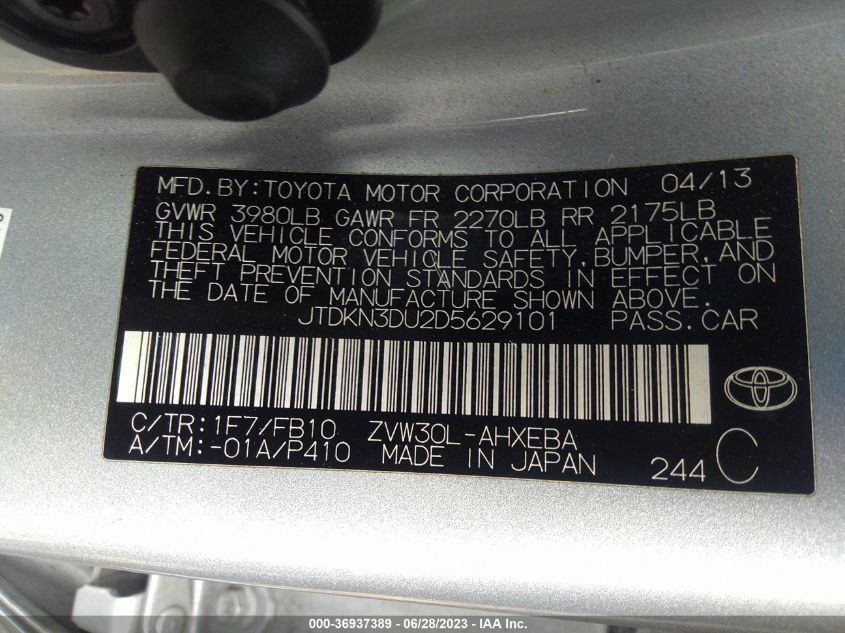 MFD. BY: TOYOTA MOTOR CORPORATION 04/13
GVWR 3980LB GAWR FR 2270LB RR 2175LB
THIS VEHICLE CONFORMS TO ALL APPLICABLE
FEDERAL MOTOR VEHICLE SAFETY, BUMPER, AND
THEFT PREVENTION STANDARDS IN EFFECT ON
THE DATE OF MANUFACTURE SHOWN ABOVE.
JTDKN3DU2D5629101 PASS. CAR
C/TR: 1F7/FB10 ZVW30L-AHXEBA
A/TM: -01A/P410 MADE IN JAPAN 244 C
000-36937389 - 06/28/2023 - IAA Inc.